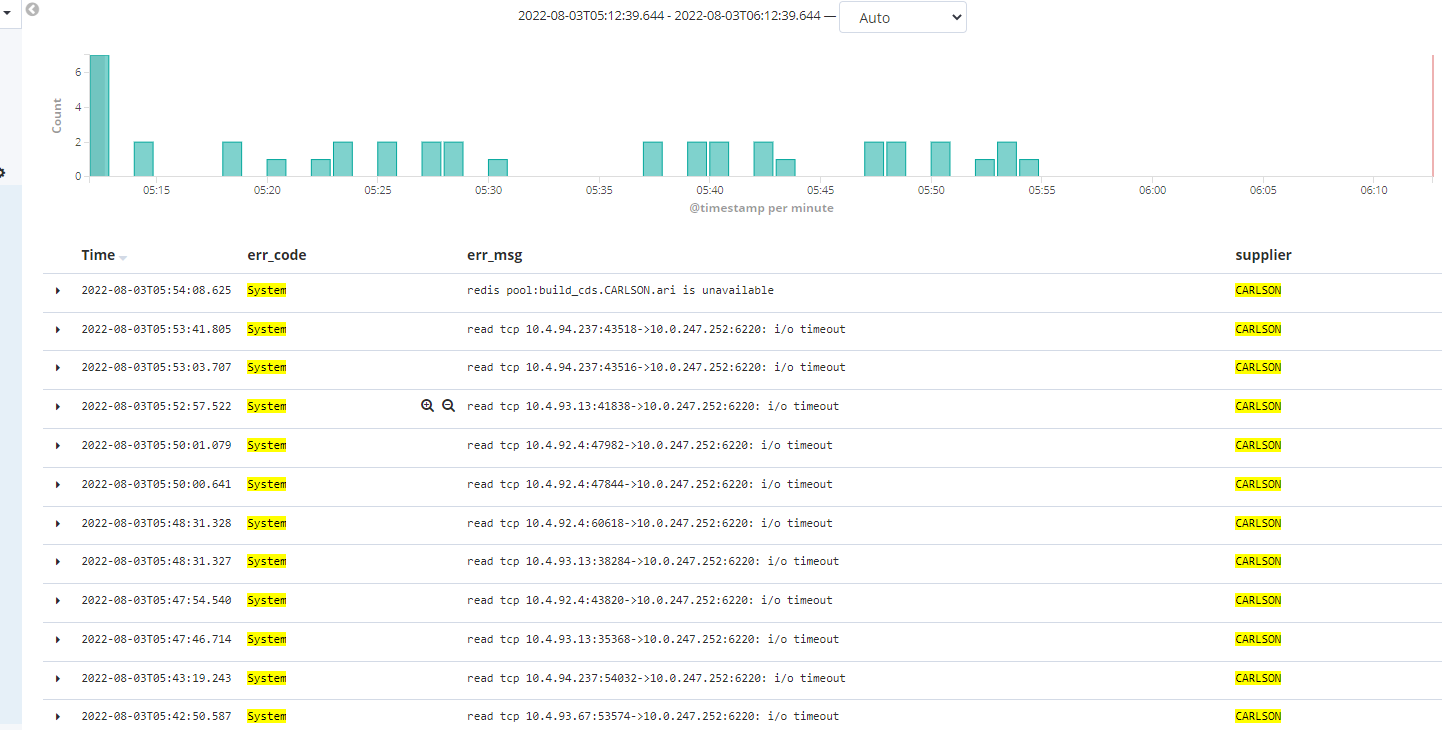 2022-08-03T05:12:39.644 - 2022-08-03T06:12:39.644 — Auto
6
4
2
0
Count
05:15 05:20 05:25 05:30 05:35 05:40 05:45 05:50 05:55 06:00 06:05 06:10
@timestamp per minute
Time err_code err_msg supplier
2022-08-03T05:54:08.625 System redis pool:build_cds.CARLSON.ari is unavailable CARLSON
2022-08-03T05:53:41.805 System read tcp 10.4.94.237:43518->10.0.247.252:6220: i/o timeout CARLSON
2022-08-03T05:53:03.707 System read tcp 10.4.94.237:43516->10.0.247.252:6220: i/o timeout CARLSON
2022-08-03T05:52:57.522 System read tcp 10.4.93.13:41838->10.0.247.252:6220: i/o timeout CARLSON
2022-08-03T05:50:01.079 System read tcp 10.4.92.4:47982->10.0.247.252:6220: i/o timeout CARLSON
2022-08-03T05:50:00.641 System read tcp 10.4.92.4:47844->10.0.247.252:6220: i/o timeout CARLSON
2022-08-03T05:48:31.328 System read tcp 10.4.92.4:60618->10.0.247.252:6220: i/o timeout CARLSON
2022-08-03T05:48:31.327 System read tcp 10.4.93.13:38284->10.0.247.252:6220: i/o timeout CARLSON
2022-08-03T05:47:54.540 System read tcp 10.4.92.4:43820->10.0.247.252:6220: i/o timeout CARLSON
2022-08-03T05:47:46.714 System read tcp 10.4.93.13:35368->10.0.247.252:6220: i/o timeout CARLSON
2022-08-03T05:43:19.243 System read tcp 10.4.94.237:54032->10.0.247.252:6220: i/o timeout CARLSON
2022-08-03T05:42:50.587 System read tcp 10.4.93.67:53574->10.0.247.252:6220: i/o timeout CARLSON